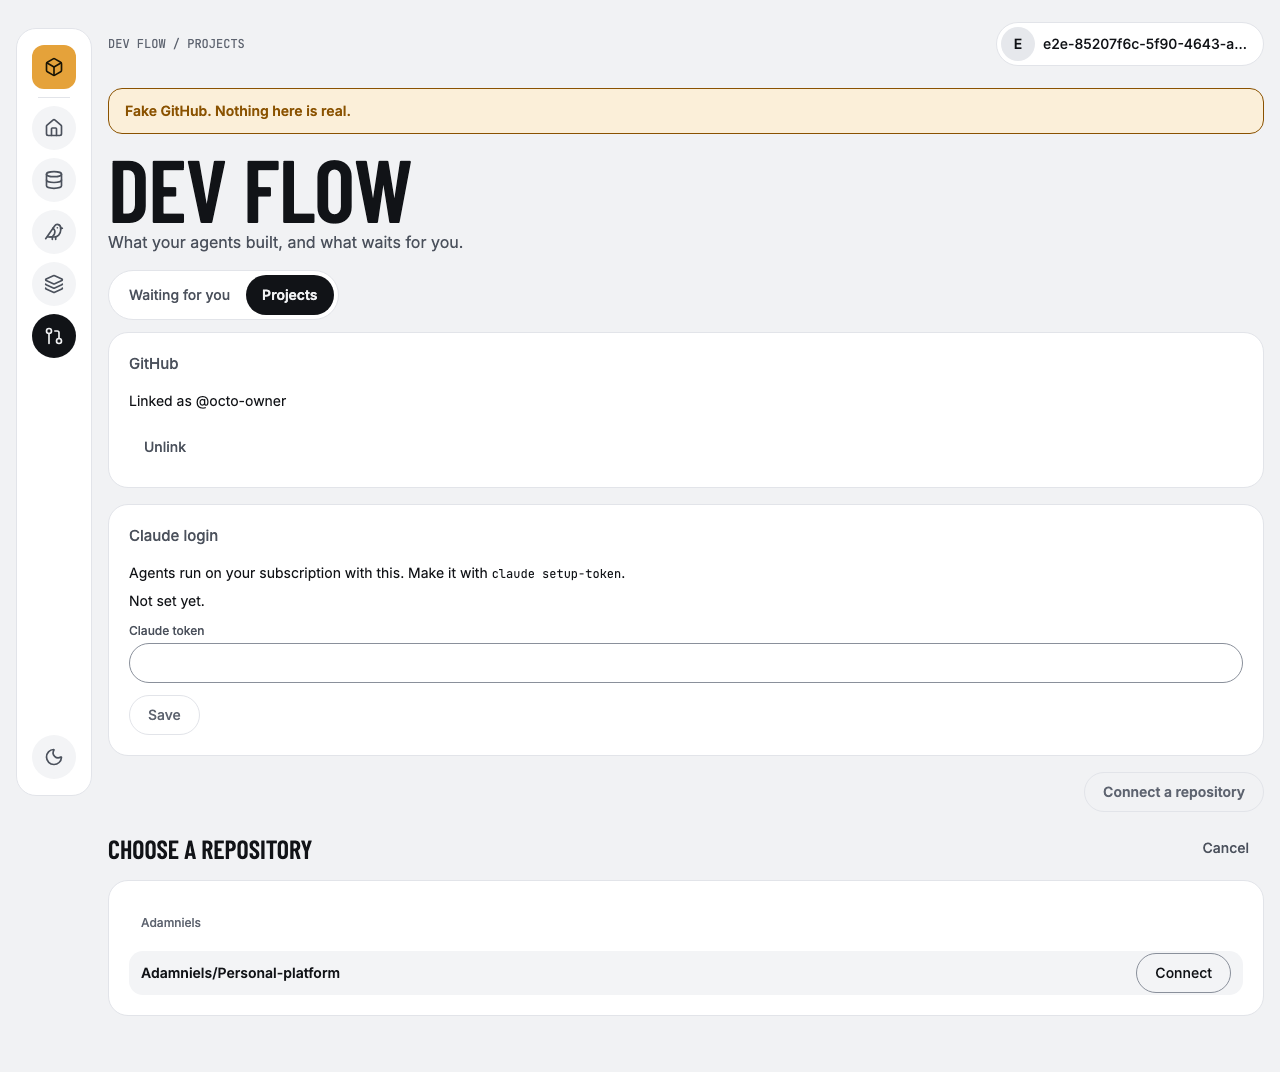 DEV FLOW / PROJECTS
E
e2e-85207f6c-5f90-4643-a...
Fake GitHub. Nothing here is real.
DEV FLOW
What your agents built, and what waits for you.
Waiting for you
Projects
GitHub
Linked as @octo-owner
Unlink
Claude login
Agents run on your subscription with this. Make it with claude setup-token.
Not set yet.
Claude token
Save
Connect a repository
CHOOSE A REPOSITORY
Cancel
Adamniels
Adamniels/Personal-platform
Connect